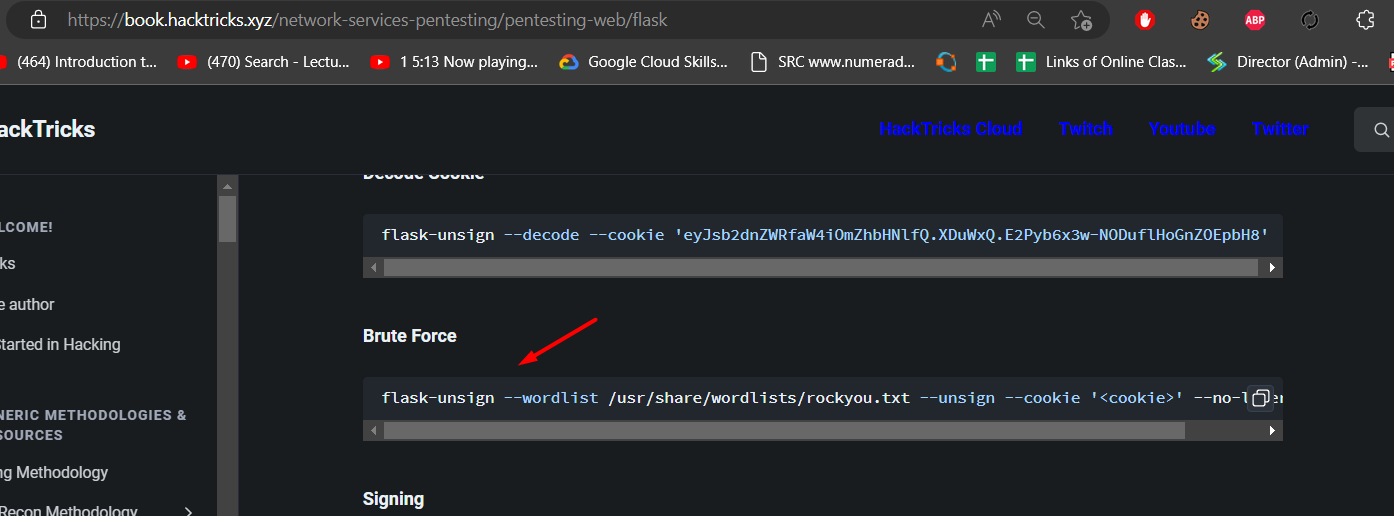 https://book.hacktricks.xyz/network-services-pentesting/pentesting-web/flask
ABP
(464) Introduction t... (470) Search - Lectu... 1 5:13 Now playing... Google Cloud Skills... SRC www.numerad... Links of Online Clas... Director (Admin) -...
ackTricks HackTricks Cloud Twitch Youtube Twitter
Decode Cookie
LCOME!
flask-unsign --decode --cookie 'eyJsb2dnZWRfaW4iOmZhbHNlfQ.XDuWxQ.E2Pyb6x3w-NODuflHoGnZOEpbH8'
ks
e author
Brute Force
Started in Hacking
flask-unsign --wordlist /usr/share/wordlists/rockyou.txt --unsign --cookie '<cookie>' --no-l
NERIC METHODOLOGIES &
SOURCES
ng Methodology
Signing
Recon Methodology